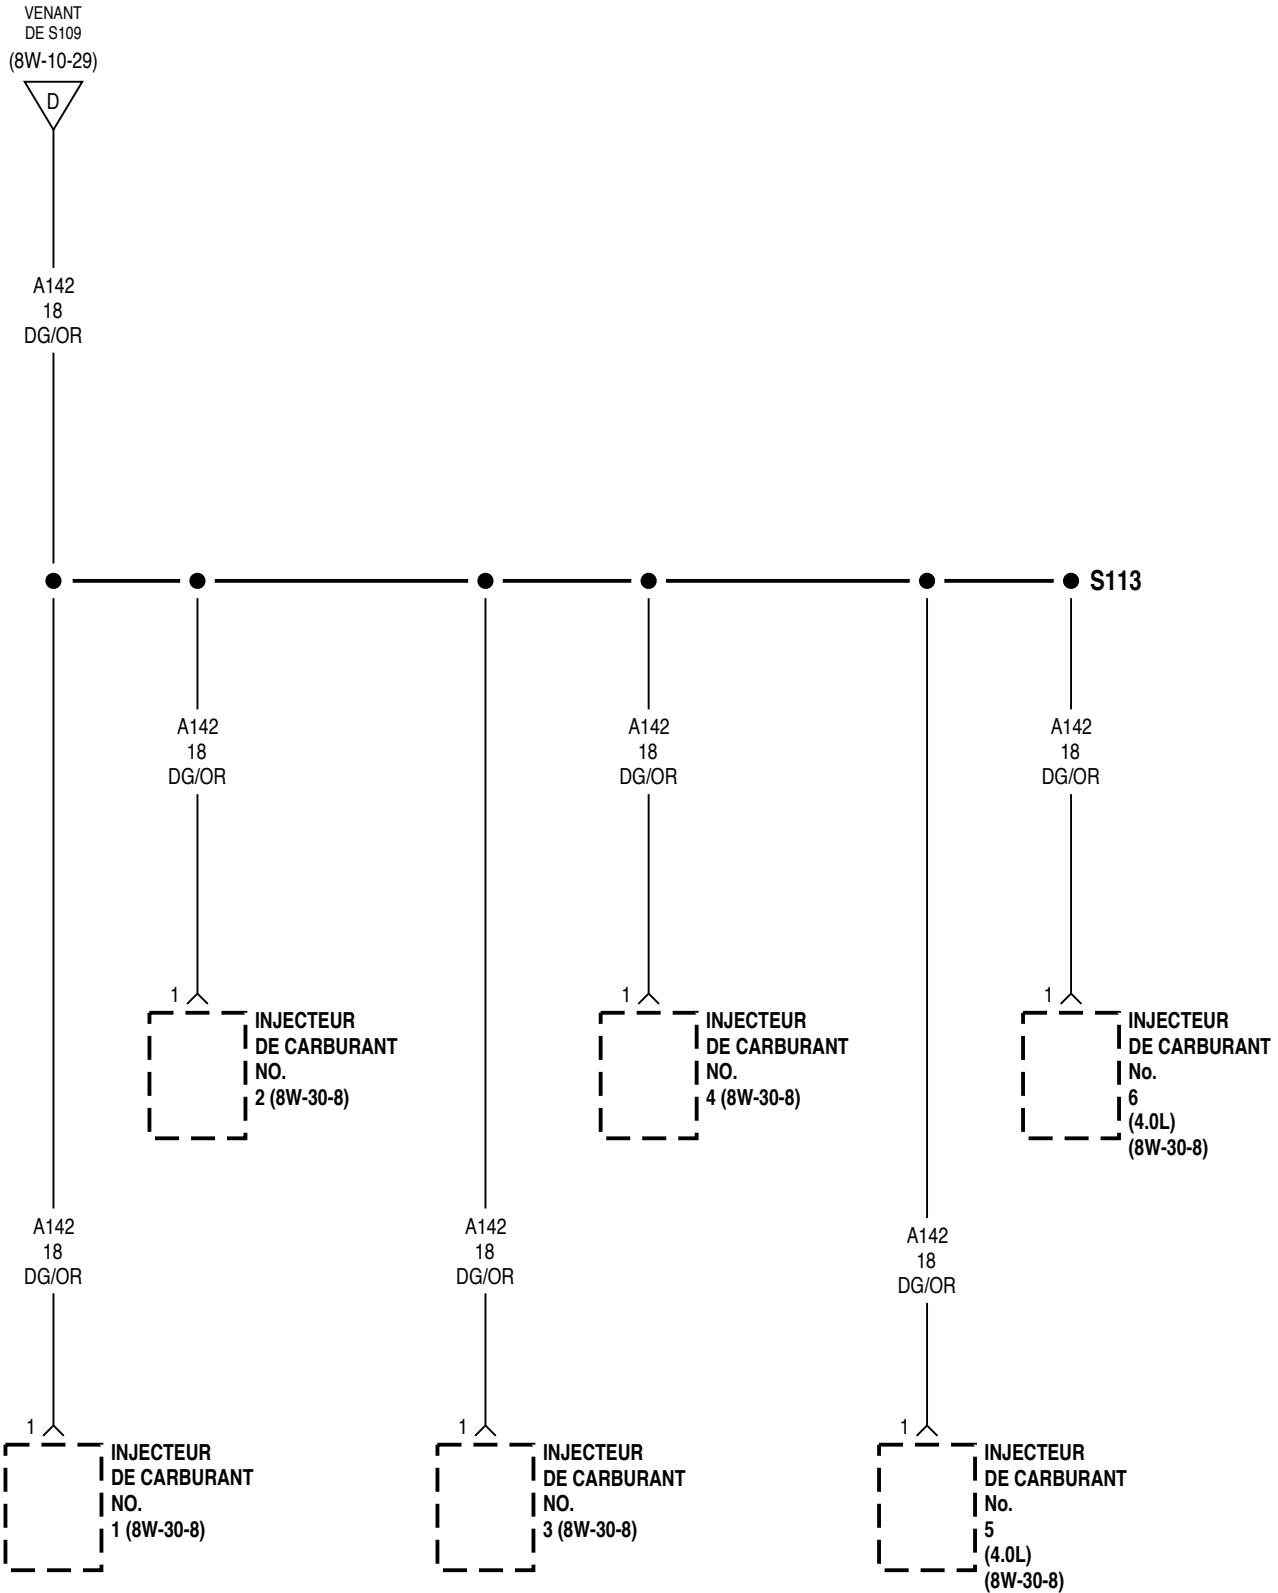 VENANT
DE S109
(8W-10-29)
D
A142
18
DG/OR
S113
A142
18
DG/OR
A142
18
DG/OR
A142
18
DG/OR
1
INJECTEUR
DE CARBURANT
NO.
2 (8W-30-8)
1
INJECTEUR
DE CARBURANT
NO.
4 (8W-30-8)
1
INJECTEUR
DE CARBURANT
No.
6
(4.0L)
(8W-30-8)
A142
18
DG/OR
A142
18
DG/OR
A142
18
DG/OR
1
INJECTEUR
DE CARBURANT
NO.
1 (8W-30-8)
1
INJECTEUR
DE CARBURANT
NO.
3 (8W-30-8)
1
INJECTEUR
DE CARBURANT
No.
5
(4.0L)
(8W-30-8)